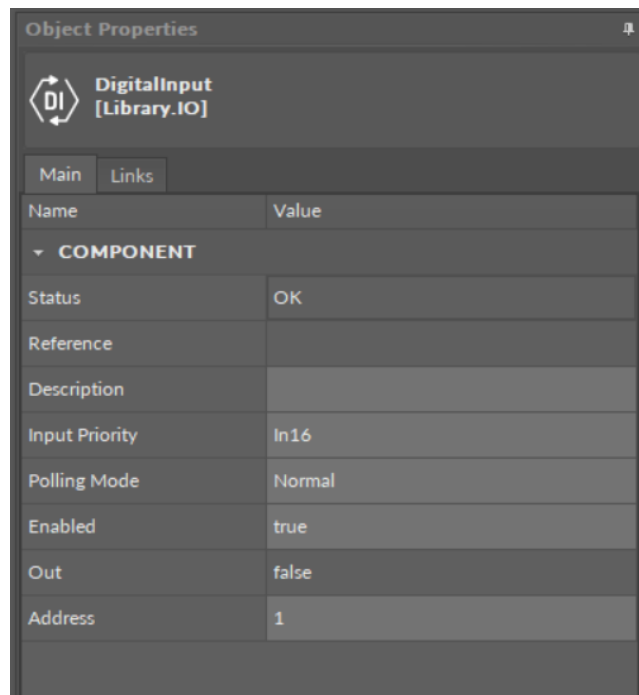 Object Properties
DI
DigitalInput
[Library.IO]
Main Links
Name Value
COMPONENT
Status OK
Reference
Description
Input Priority In16
Polling Mode Normal
Enabled true
Out false
Address 1